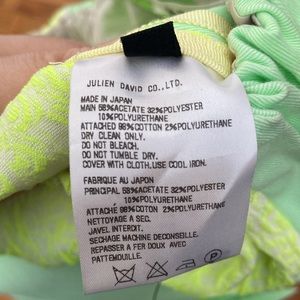 JULIEN DAVID CO.,LTD.
MADE IN JAPAN
MAIN 58%ACETATE 32%POLYESTER
10%POLYURETHANE
ATTACHED 98%COTTON 2%POLYURETHANE
DRY CLEAN ONLY.
DO NOT BLEACH.
DO NOT TUMBLE DRY.
COVER WITH CLOTH.USE COOL IRON.
FABRIQUE AU JAPON
PRINCIPAL 58%ACETATE 32%POLYESTER
10%POLYURETHANE
ATTACHE 98%COTTON 2%POLYURETHANE
NETTOYAGE A SEC.
JAVEL INTERDIT.
SECHAGE MACHINE DECONSEILLE.
REPASSER A FER DOUX AVEC
PATTEMOUILLE.
P